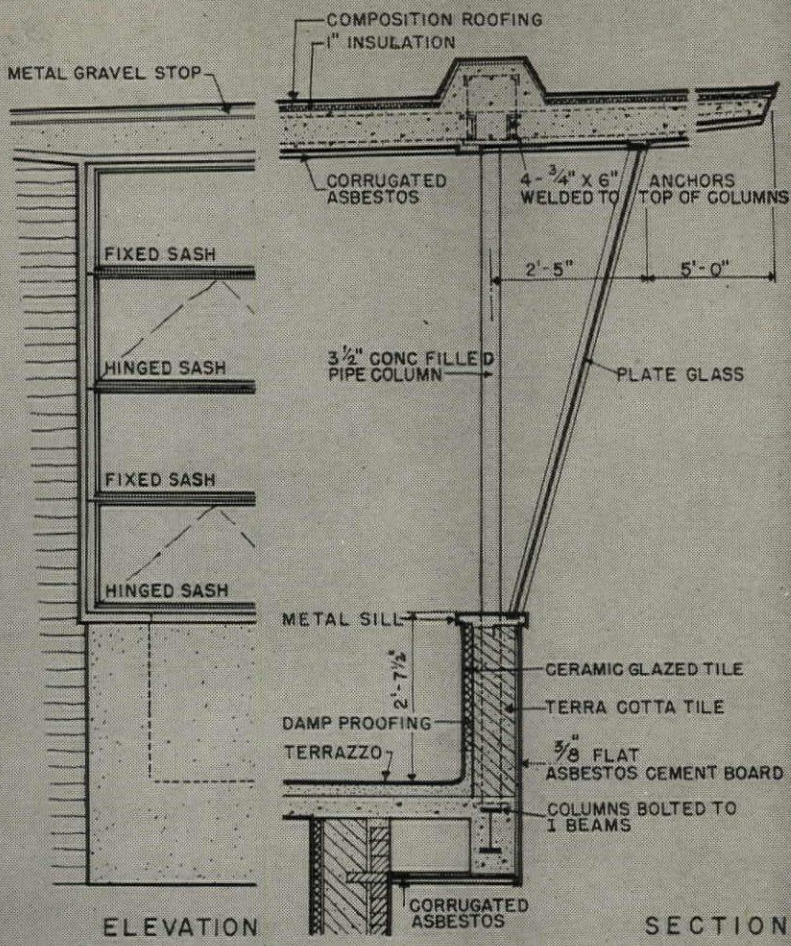 COMPOSITION ROOFING
1" INSULATION
METAL GRAVEL STOP
CORRUGATED
ASBESTOS
4 - 3/4" X 6" ANCHORS
WELDED TO TOP OF COLUMNS
FIXED SASH
2'-5"
5'-0"
HINGED SASH
3 1/2" CONC FILLED
PIPE COLUMN
PLATE GLASS
FIXED SASH
HINGED SASH
METAL SILL
2'-7 1/2"
CERAMIC GLAZED TILE
TERRA COTTA TILE
DAMP PROOFING
TERRAZZO
3/8" FLAT
ASBESTOS CEMENT BOARD
COLUMNS BOLTED TO
I BEAMS
CORRUGATED
ASBESTOS
ELEVATION
SECTION